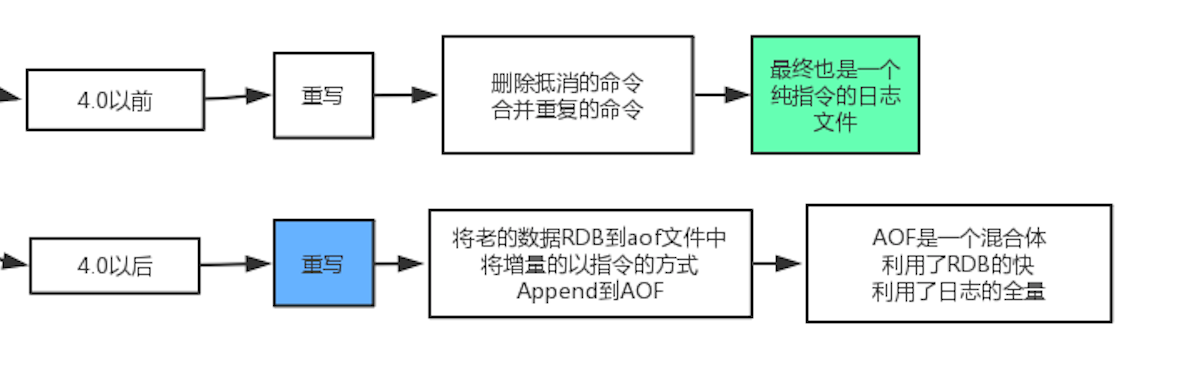 4.0以前
重写
删除抵消的命令
合并重复的命令
最终也是一个
纯指令的日志
文件
4.0以后
重写
将老的数据RDB到aof文件中
将增量的以指令的方式
Append到AOF
AOF是一个混合体
利用了RDB的快
利用了日志的全量